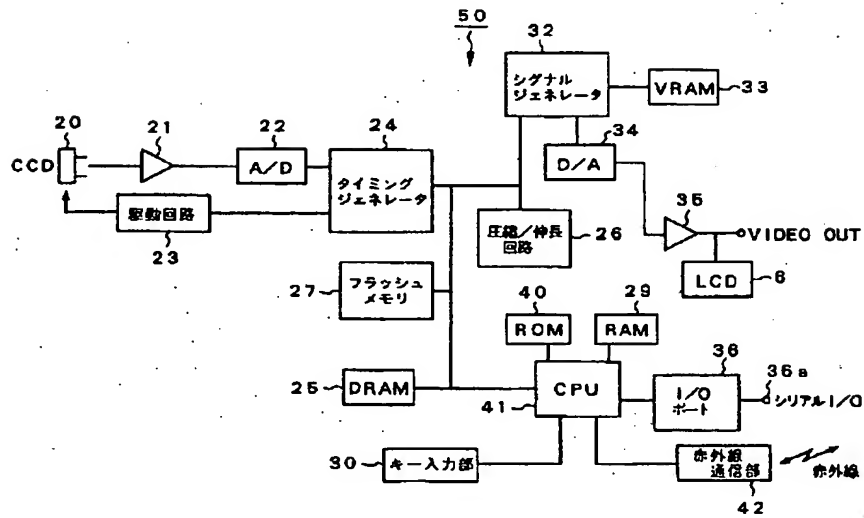 50
32
シグナル
ジェネレータ
VRAM
33
20
21
22
24
34
CCD
A/D
タイミング
ジェネレータ
D/A
35
駆動回路
23
圧縮/伸長
回路
26
VIDEO OUT
LCD
6
27
フラッシュ
メモリ
40
29
ROM
RAM
36
36a
25
DRAM
CPU
41
I/O
ポート
シリアルI/O
30
キー入力部
赤外線
通信部
赤外線
42